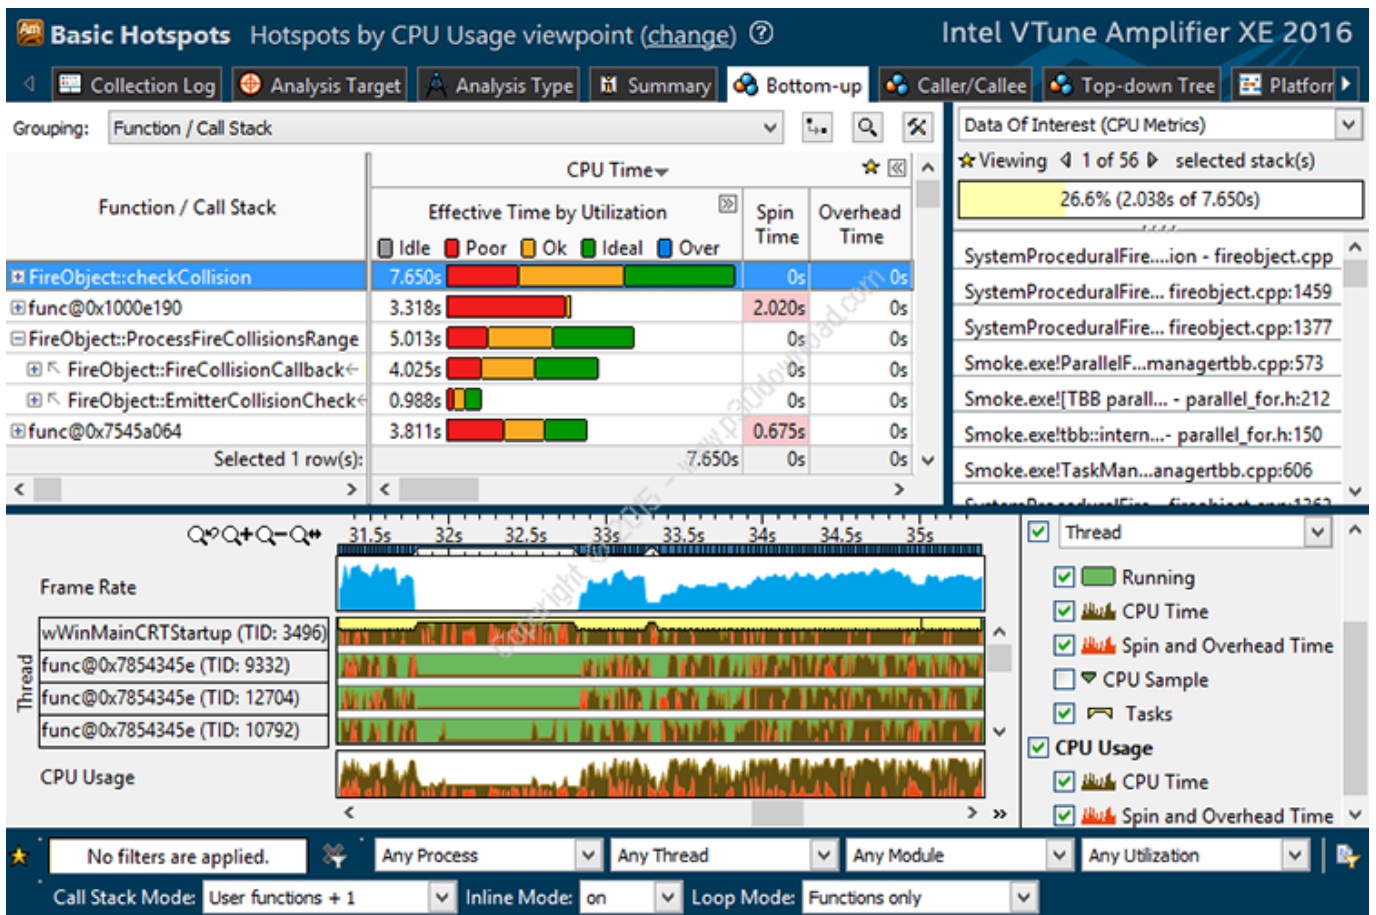 Basic Hotspots Hotspots by CPU Usage viewpoint (change) ? Intel VTune Amplifier XE 2016
Collection Log Analysis Target Analysis Type Summary Bottom-up Caller/Callee Top-down Tree Platforr
Grouping: Function / Call Stack
Function / Call Stack
CPU Time
Effective Time by Utilization
Idle Poor Ok Ideal Over
Spin Time
Overhead Time
FireObject::checkCollision 7.650s 0s 0s
func@0x1000e190 3.318s 2.020s 0s
FireObject::ProcessFireCollisionsRange 5.013s 0s 0s
FireObject::FireCollisionCallback 4.025s 0s 0s
FireObject::EmitterCollisionCheck 0.988s 0s 0s
func@0x7545a064 3.811s 0.675s 0s
Selected 1 row(s): 7.650s 0s 0s
Data Of Interest (CPU Metrics)
Viewing 1 of 56 selected stack(s)
26.6% (2.038s of 7.650s)
SystemProceduralFire....ion - fireobject.cpp
SystemProceduralFire... fireobject.cpp:1459
SystemProceduralFire... fireobject.cpp:1377
Smoke.exe!ParallelF...managertbb.cpp:573
Smoke.exe![TBB parall... - parallel_for.h:212
Smoke.exe!tbb::intern...- parallel_for.h:150
Smoke.exe!TaskMan...anagertbb.cpp:606
31.5s 32s 32.5s 33s 33.5s 34s 34.5s 35s
Frame Rate
Thread
wWinMainCRTStartup (TID: 3496)
func@0x7854345e (TID: 9332)
func@0x7854345e (TID: 12704)
func@0x7854345e (TID: 10792)
CPU Usage
Thread
Running
CPU Time
Spin and Overhead Time
CPU Sample
Tasks
CPU Usage
CPU Time
Spin and Overhead Time
No filters are applied. Any Process Any Thread Any Module Any Utilization
Call Stack Mode: User functions + 1 Inline Mode: on Loop Mode: Functions only
Copyright © 2015 - www.p30download.com